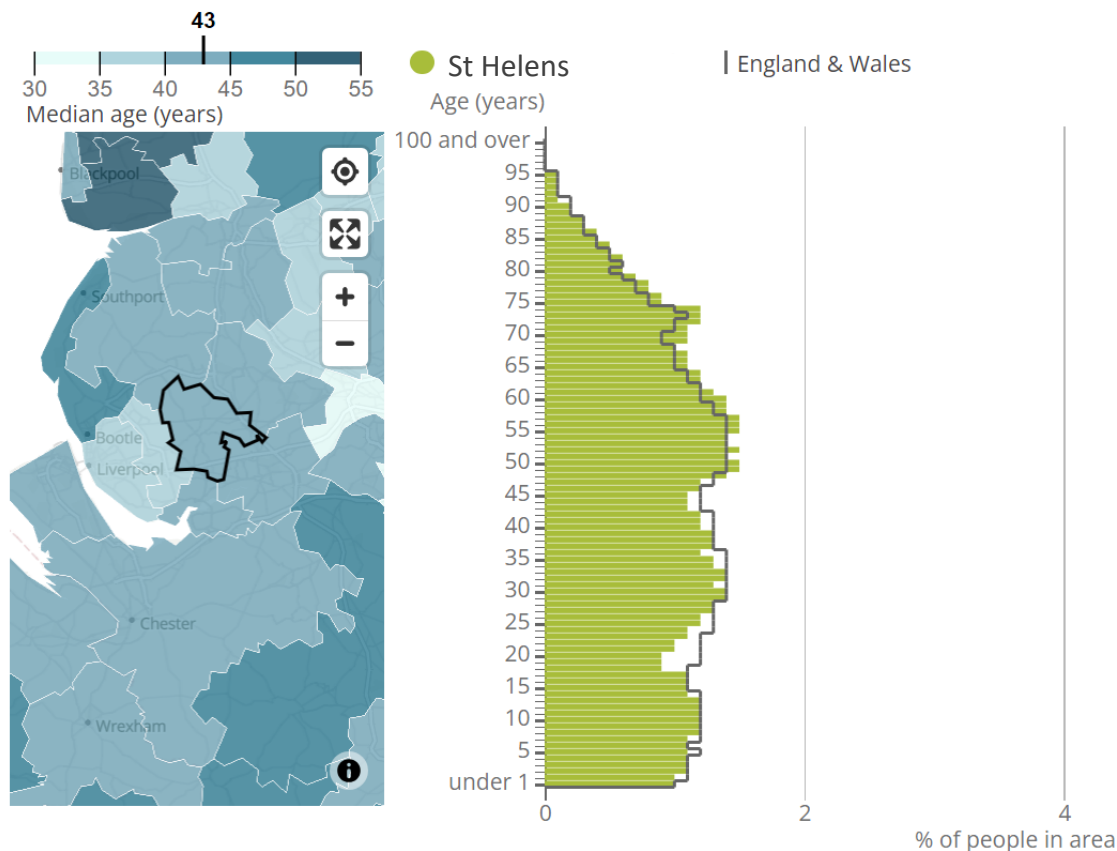 43
30 35 40 45 50 55
Median age (years)
Blackpool
Southport
Bootle
Liverpool
Chester
Wrexham
+
−
i
St Helens
England & Wales
Age (years)
100 and over
95
90
85
80
75
70
65
60
55
50
45
40
35
30
25
20
15
10
5
under 1
0 2 4
% of people in area